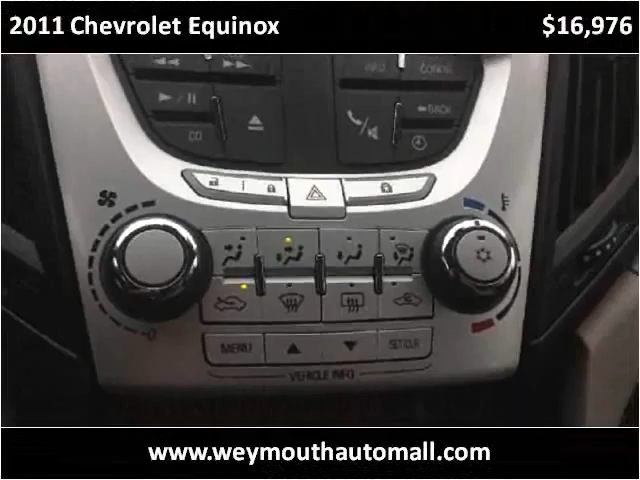 2011 Chevrolet Equinox $16,976
INFO CONFIG
BACK
CD
MENU SET/CLR
VEHICLE INFO
www.weymouthautomall.com